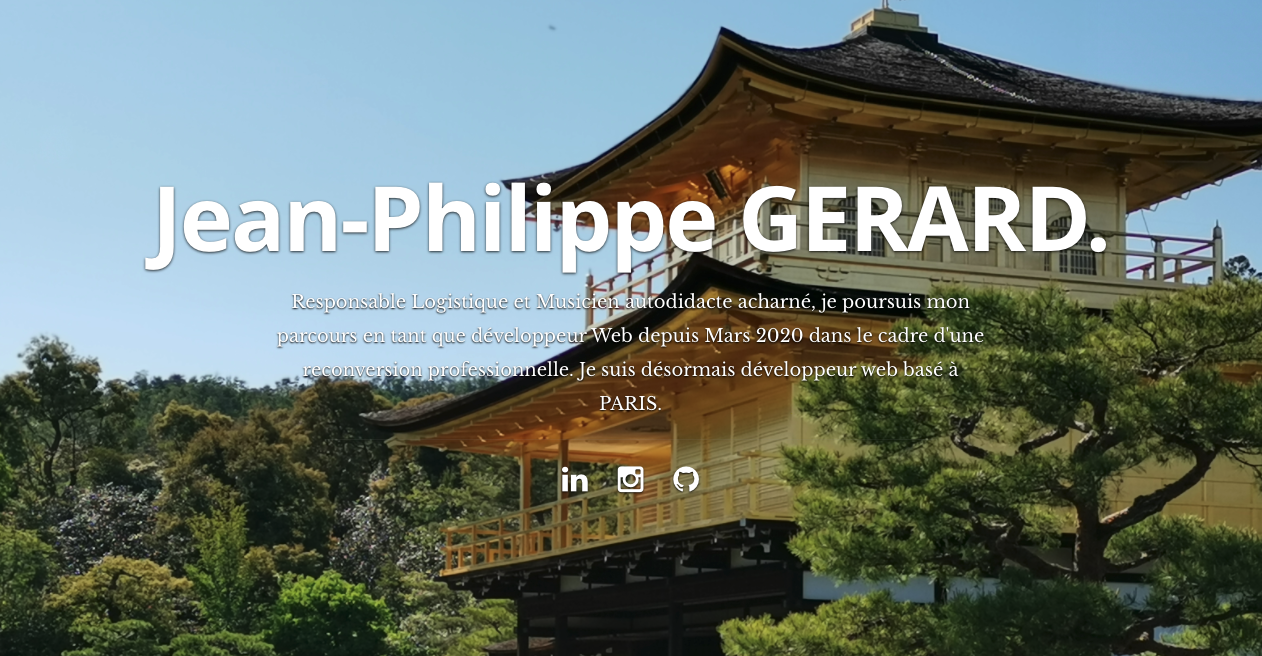 Jean-Philippe GERARD.
Responsable Logistique et Musicien autodidacte acharné, je poursuis mon
parcours en tant que développeur Web depuis Mars 2020 dans le cadre d'une
reconversion professionnelle. Je suis désormais développeur web basé à
PARIS.
in